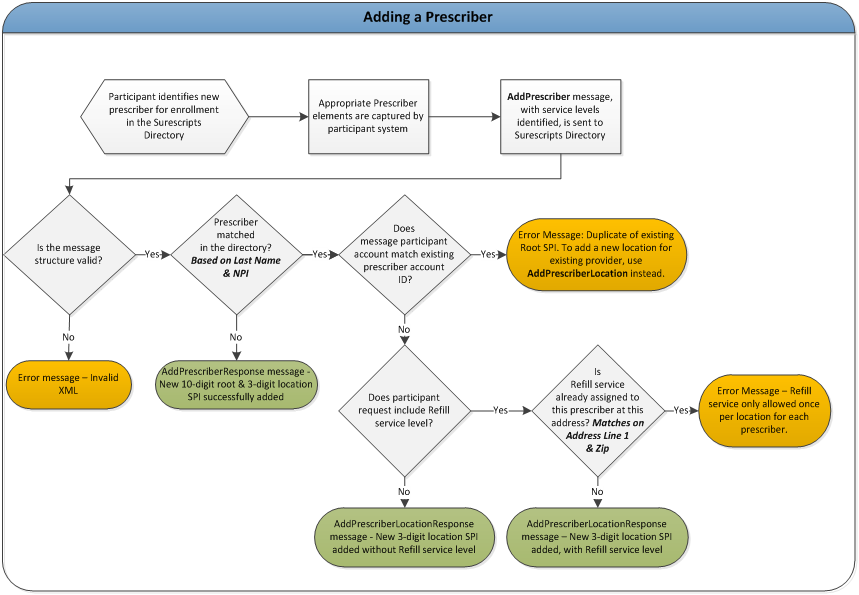 Adding a Prescriber
Participant identifies new
prescriber for enrollment
in the Surescripts
Directory
Appropriate Prescriber
elements are captured by
participant system
AddPrescriber message,
with service levels
identified, is sent to
Surescripts Directory
Is the message
structure valid?
Yes
Prescriber
matched
in the directory?
Based on Last Name
& NPI
Yes
Does
message participant
account match existing
prescriber account
ID?
Yes
Error Message: Duplicate of existing
Root SPI. To add a new location for
existing provider, use
AddPrescriberLocation instead.
No
No
No
Error message – Invalid
XML
AddPrescriberResponse message -
New 10-digit root & 3-digit location
SPI successfully added
Does participant
request include Refill
service level?
Yes
Is
Refill service
already assigned to
this prescriber at this
address? Matches on
Address Line 1
& Zip
Yes
Error Message – Refill
service only allowed once
per location for each
prescriber.
No
No
AddPrescriberLocationResponse
message - New 3-digit location SPI
added without Refill service level
AddPrescriberLocationResponse
message – New 3-digit location SPI
added, with Refill service level